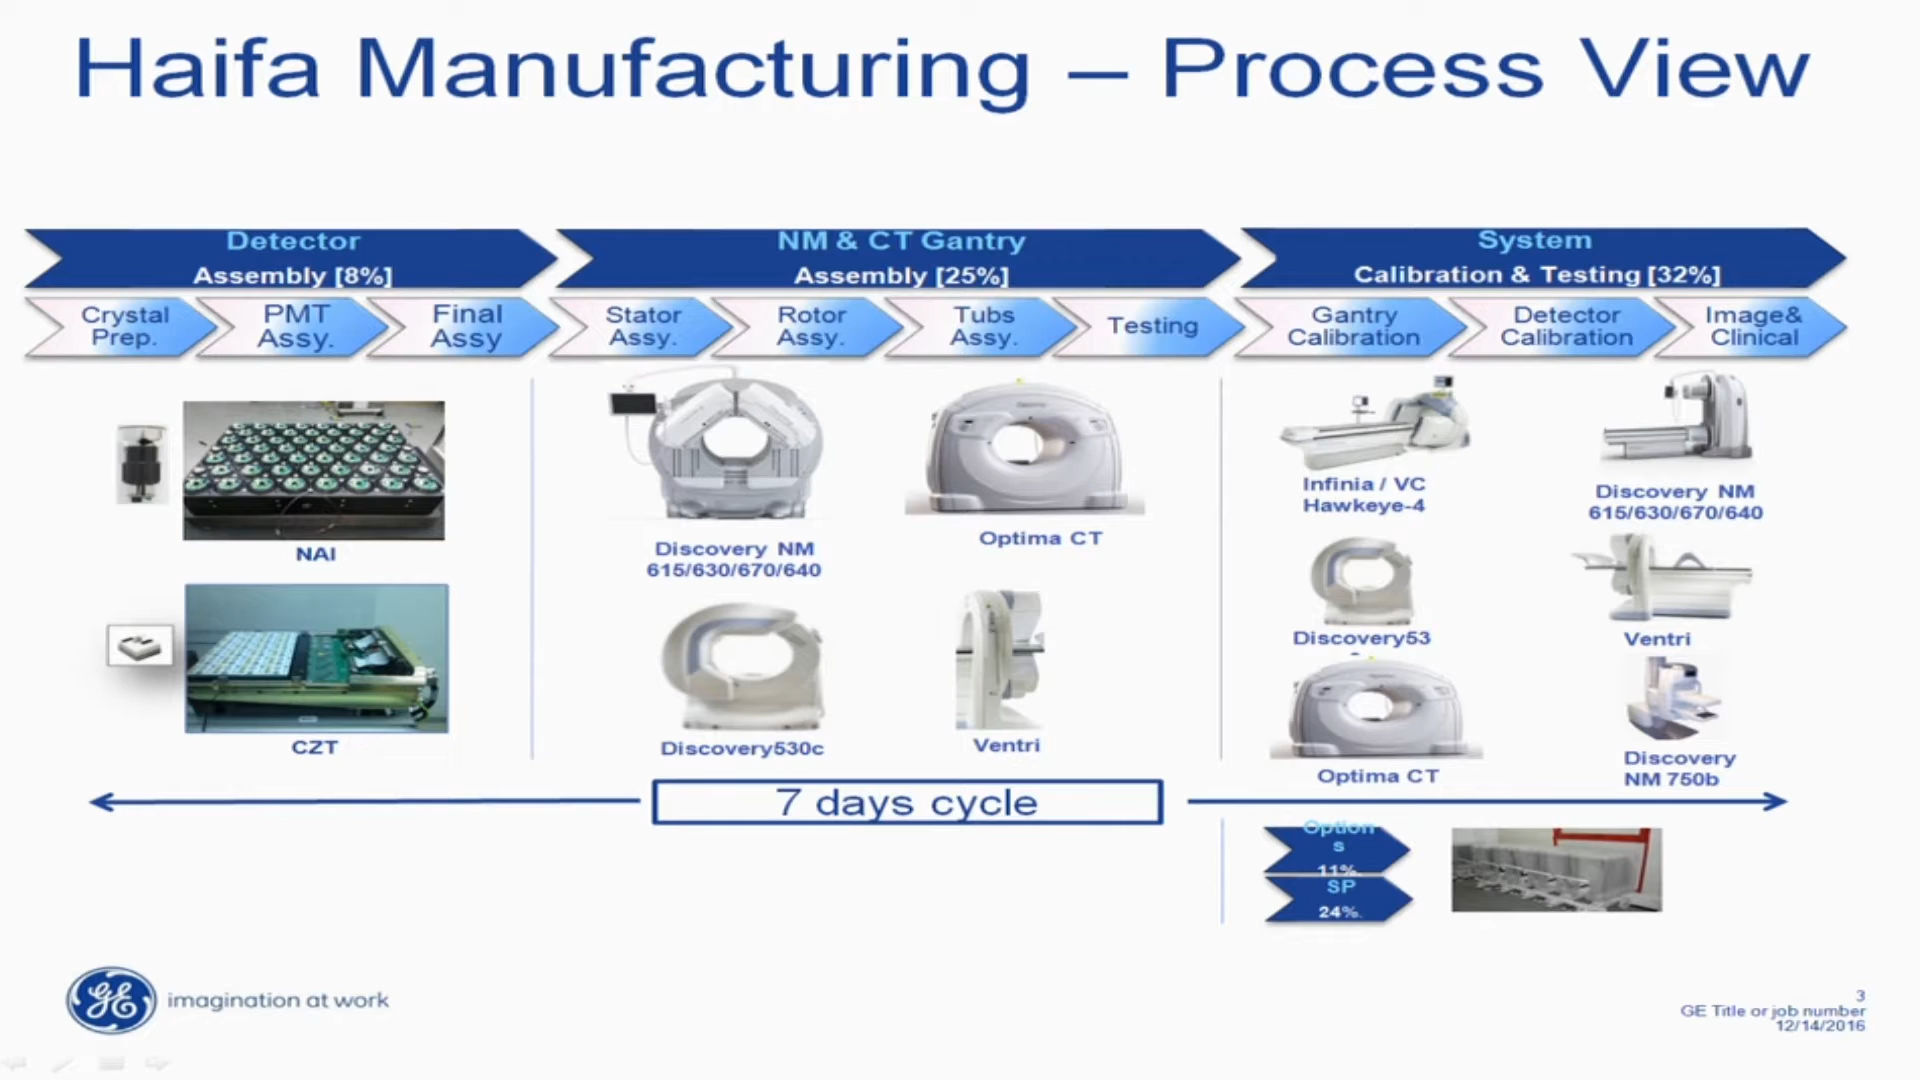 Haifa Manufacturing – Process View
Detector
Assembly [8%]
NM & CT Gantry
Assembly [25%]
System
Calibration & Testing [32%]
Crystal
Prep.
PMT
Assy.
Final
Assy
Stator
Assy.
Rotor
Assy.
Tubs
Assy.
Testing
Gantry
Calibration
Detector
Calibration
Image&
Clinical
NAI
CZT
Discovery NM
615/630/670/640
Optima CT
Discovery530c
Ventri
Infinia / VC
Hawkeye-4
Discovery NM
615/630/670/640
Discovery53
Ventri
Optima CT
Discovery
NM 750b
7 days cycle
Option
s
11%.
SP
24%.
GE
imagination at work
3
GE Title or job number
12/14/2016